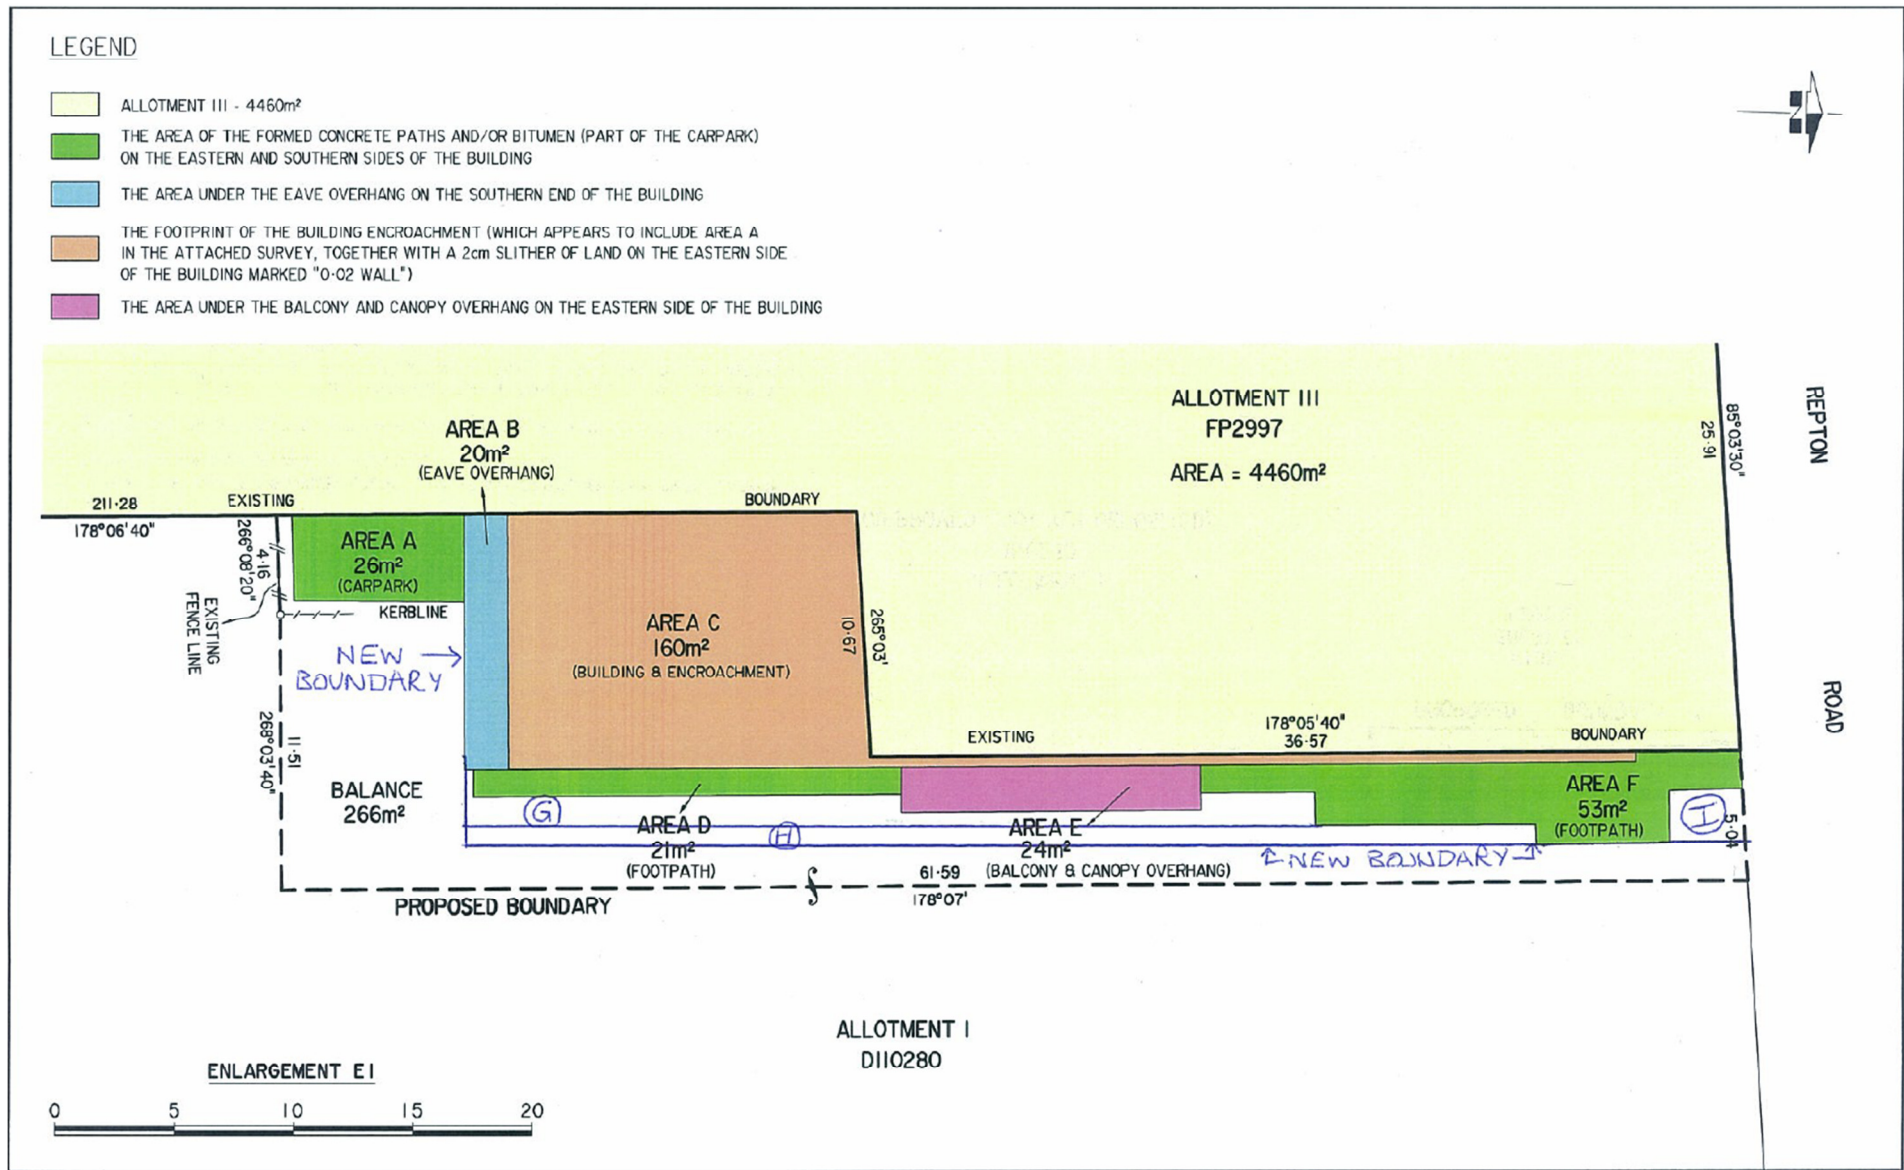 LEGEND
ALLOTMENT 111 - 4460m²
THE AREA OF THE FORMED CONCRETE PATHS AND/OR BITUMEN (PART OF THE CARPARK)
ON THE EASTERN AND SOUTHERN SIDES OF THE BUILDING
THE AREA UNDER THE EAVE OVERHANG ON THE SOUTHERN END OF THE BUILDING
THE FOOTPRINT OF THE BUILDING ENCROACHMENT (WHICH APPEARS TO INCLUDE AREA A
IN THE ATTACHED SURVEY, TOGETHER WITH A 2cm SLITHER OF LAND ON THE EASTERN SIDE
OF THE BUILDING MARKED "0·02 WALL")
THE AREA UNDER THE BALCONY AND CANOPY OVERHANG ON THE EASTERN SIDE OF THE BUILDING
N
ALLOTMENT 111
FP2997
AREA = 4460m²
85°03'30"
25·91
REPTON
ROAD
AREA B
20m²
(EAVE OVERHANG)
211·28
178°06'40"
EXISTING
BOUNDARY
266°08'20"
4·16
AREA A
26m²
(CARPARK)
KERBLINE
EXISTING
FENCE LINE
NEW
BOUNDARY
AREA C
160m²
(BUILDING & ENCROACHMENT)
10·67
265°03'
EXISTING
178°05'40"
36·57
BOUNDARY
268°03'40"
11·51
BALANCE
266m²
G
AREA D
21m²
(FOOTPATH)
H
AREA E
24m²
(BALCONY & CANOPY OVERHANG)
AREA F
53m²
(FOOTPATH)
I
5·04
NEW BOUNDARY
61·59
178°07'
PROPOSED BOUNDARY
ALLOTMENT 1
D110280
ENLARGEMENT E1
0 5 10 15 20